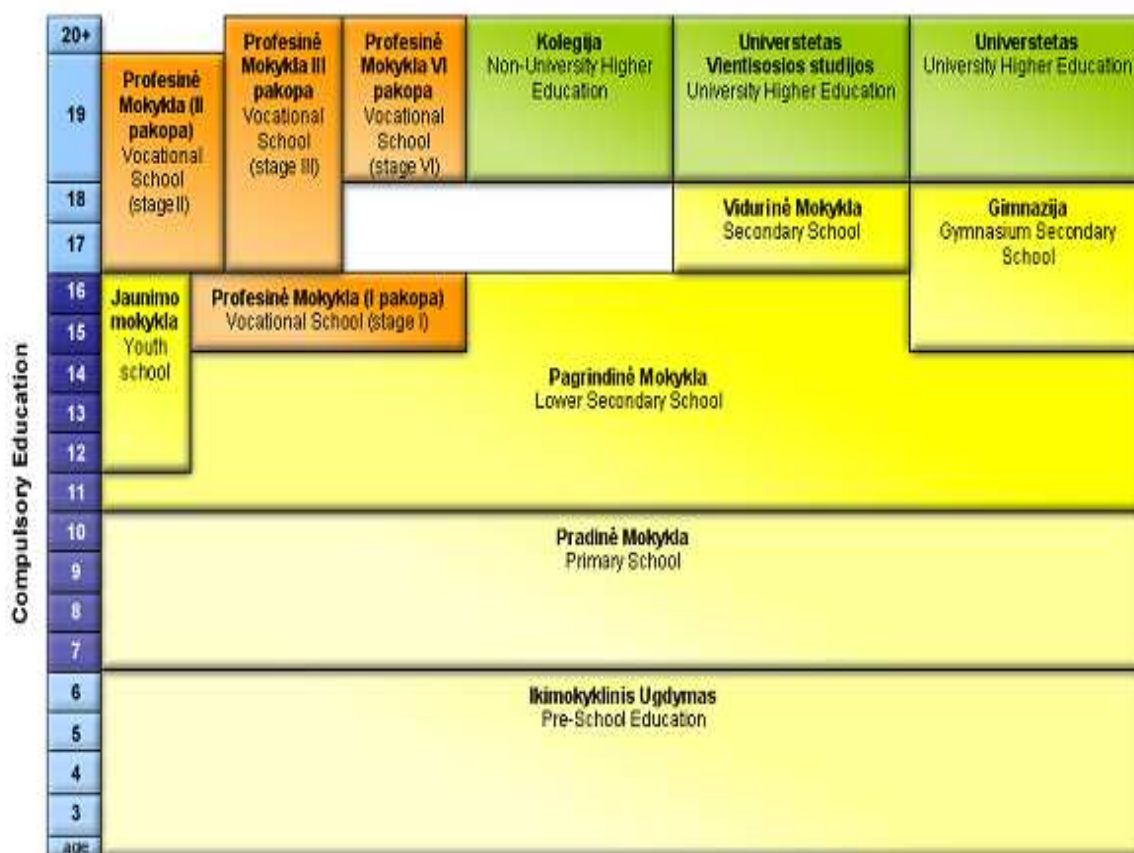 20+
19
18
17
16
15
14
13
12
11
10
9
8
7
6
5
4
3
age
Compulsory Education
Profesinė
Mokykla (II
pakopa)
Vocational
School
(stage II)
Profesinė
Mokykla III
pakopa
Vocational
School
(stage III)
Profesinė
Mokykla VI
pakopa
Vocational
School
(stage VI)
Kolegija
Non-University Higher
Education
Universtetas
Vientisosios studijos
University Higher Education
Universtetas
University Higher Education
Vidurinė Mokykla
Secondary School
Gimnazija
Gymnasium Secondary
School
Jaunimo
mokykla
Youth
school
Profesinė Mokykla (I pakopa)
Vocational School (stage I)
Pagrindinė Mokykla
Lower Secondary School
Pradinė Mokykla
Primary School
Ikimokyklinis Ugdymas
Pre-School Education